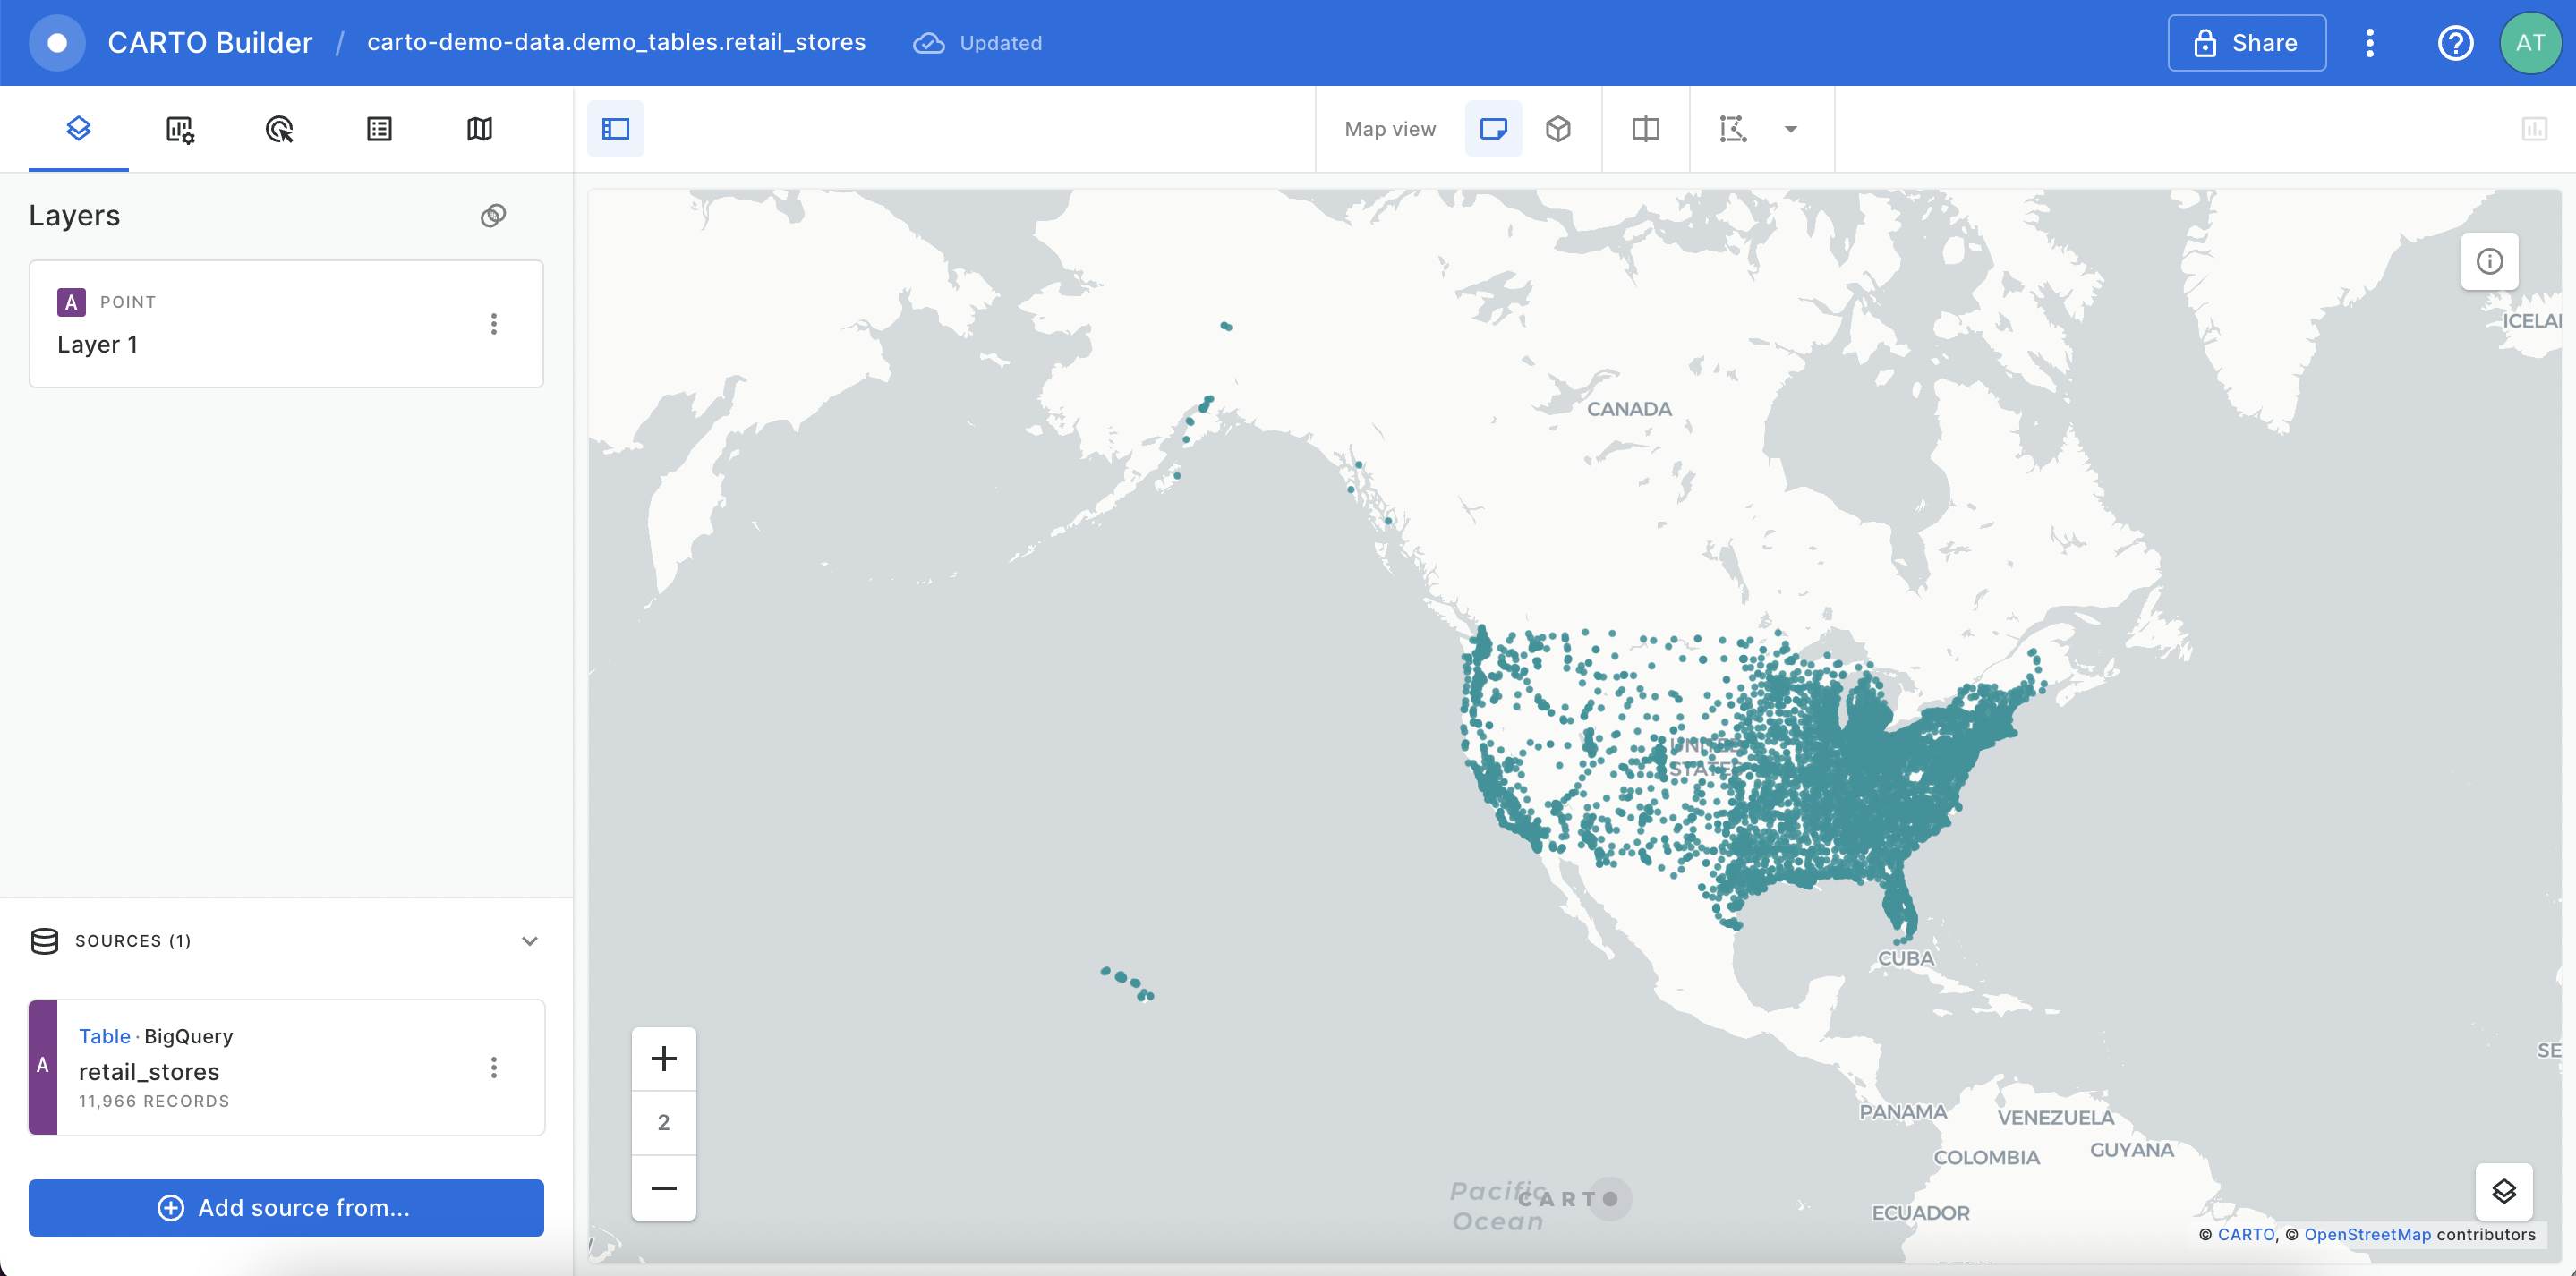 CARTO Builder / carto-demo-data.demo_tables.retail_stores Updated Share AT
Map view
Layers
A POINT
Layer 1
SOURCES (1)
A
Table · BigQuery
retail_stores
11,966 RECORDS
Add source from...
ICELA
CANADA
UNITED
STATES
CUBA
SE
PANAMA
VENEZUELA
GUYANA
COLOMBIA
ECUADOR
Pacific
Ocean
CARTO
+
2
−
© CARTO, © OpenStreetMap contributors